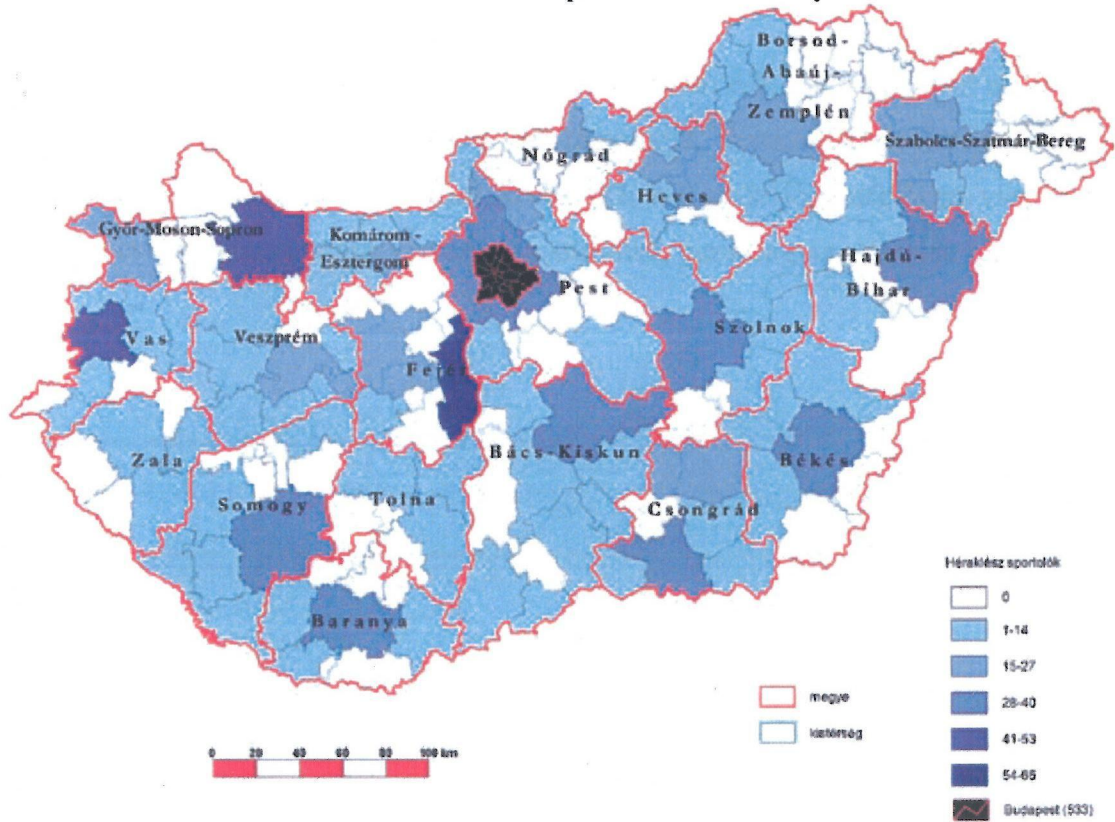 Borsod-
Abaúj-
Zemplén
Szabolcs-Szatmár-Bereg
Nógrád
Heves
Győr-Moson-Sopron
Komárom -
Esztergom
Hajdú-
Bihar
Pest
Vas
Veszprém
Fejér
Szolnok
Zala
Somogy
Tolna
Bács-Kiskun
Békés
Csongrád
Baranya
Héraklész sportolók
0
1-14
15-27
28-40
41-53
54-65
Budapest (533)
megye
kistérség
0 20 40 60 80 100 km